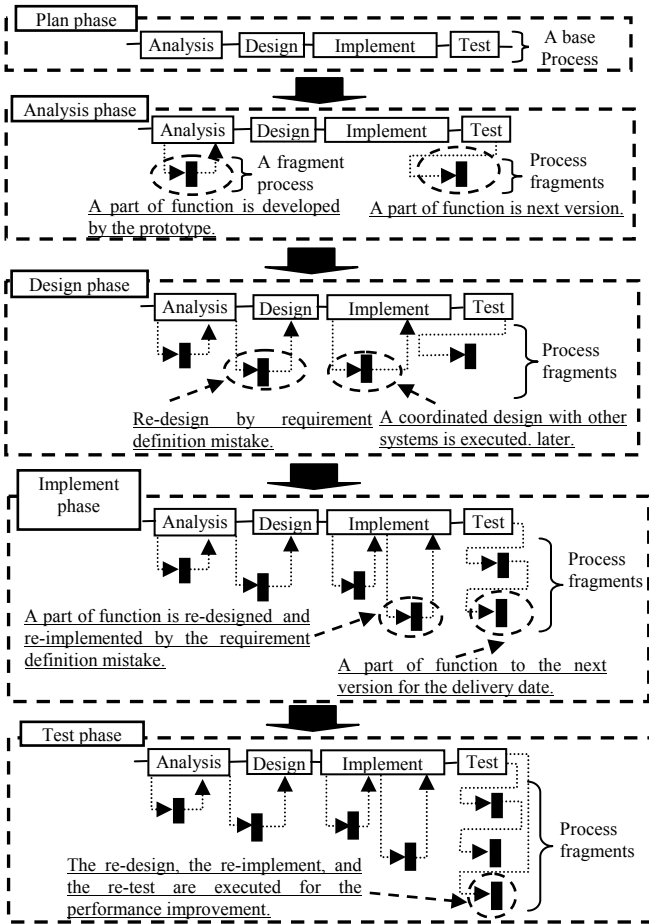 Plan phase
Analysis Design Implement Test
A base
Process
Analysis phase
Analysis Design Implement Test
A fragment
process
Process
fragments
A part of function is developed
by the prototype.
A part of function is next version.
Design phase
Analysis Design Implement Test
Process
fragments
Re-design by requirement
definition mistake.
A coordinated design with other
systems is executed. later.
Implement
phase
Analysis Design Implement Test
Process
fragments
A part of function is re-designed and
re-implemented by the requirement
definition mistake.
A part of function to the next
version for the delivery date.
Test phase
Analysis Design Implement Test
Process
fragments
The re-design, the re-implement, and
the re-test are executed for the
performance improvement.